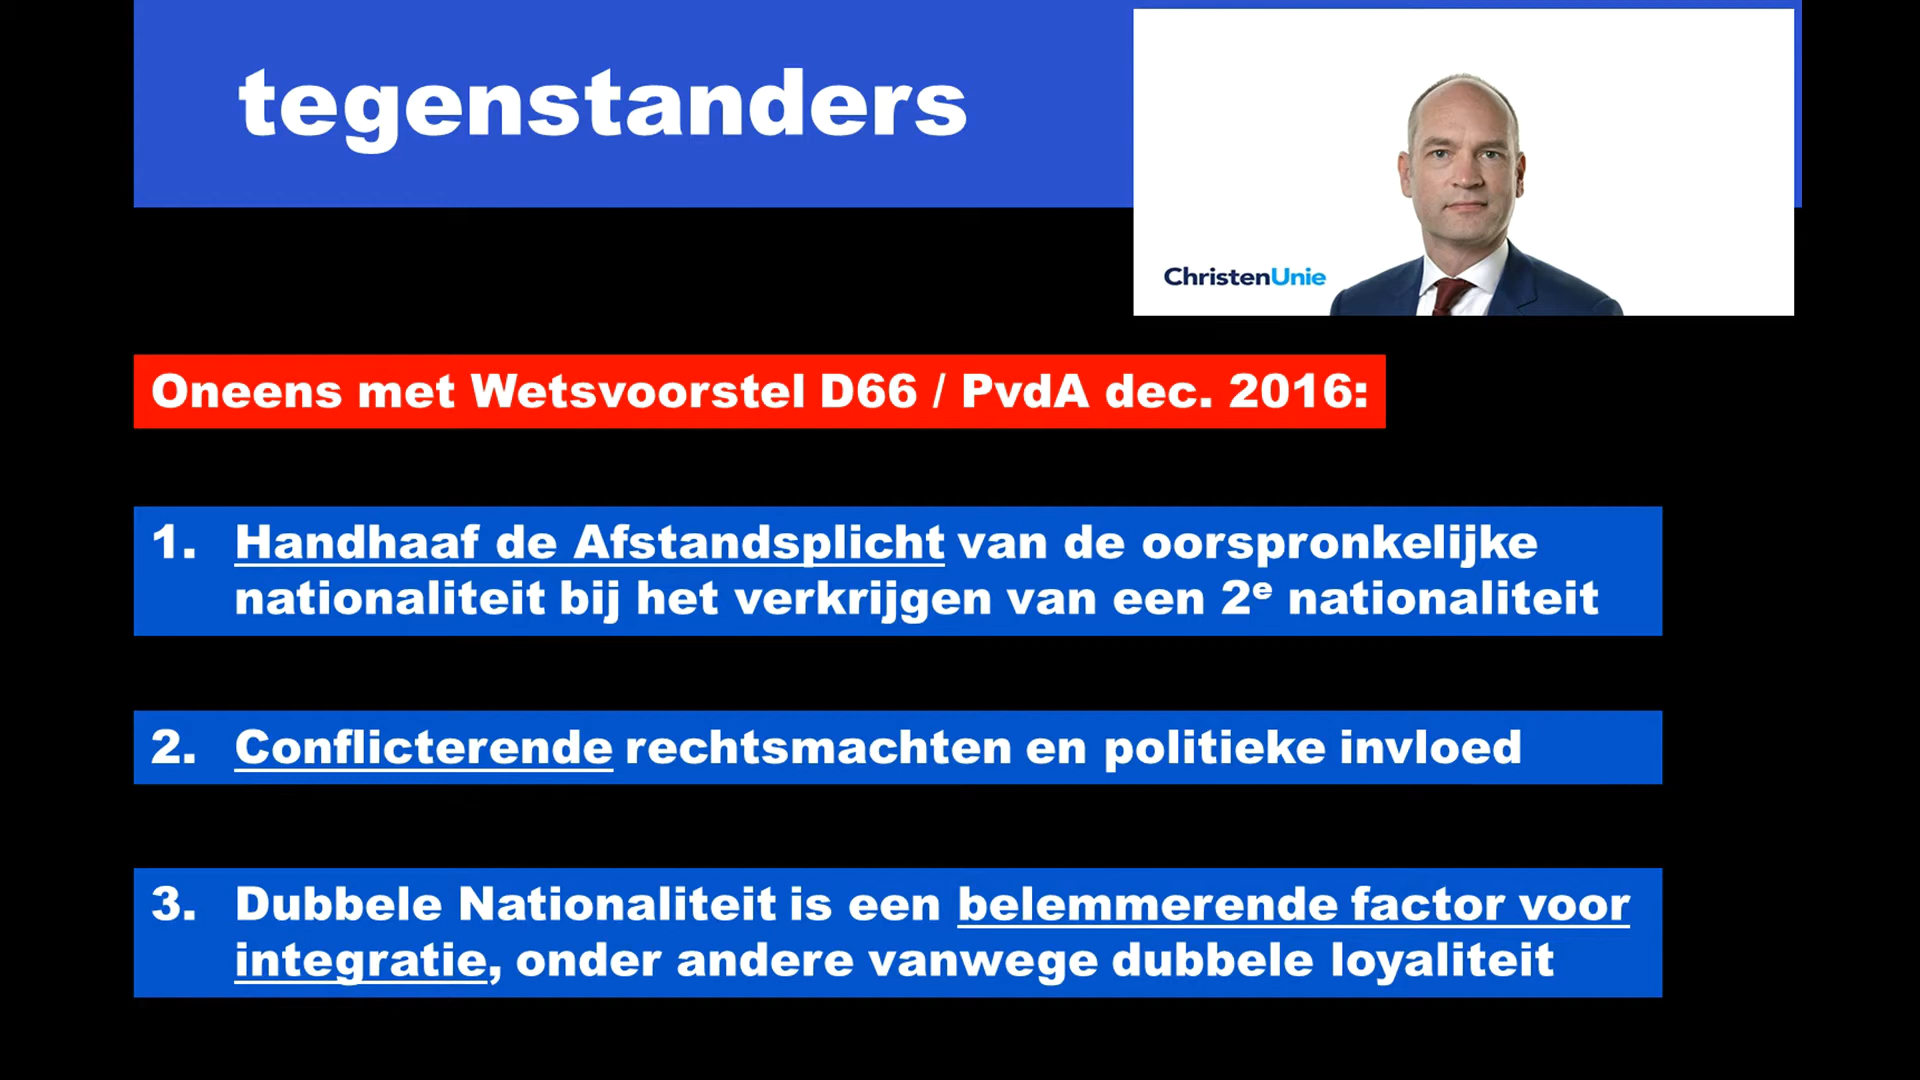 tegenstanders
ChristenUnie
Oneens met Wetsvoorstel D66 / PvdA dec. 2016:
1. Handhaaf de Afstandsplicht van de oorspronkelijke
nationaliteit bij het verkrijgen van een 2e nationaliteit
2. Conflicterende rechtsmachten en politieke invloed
3. Dubbele Nationaliteit is een belemmerende factor voor
integratie, onder andere vanwege dubbele loyaliteit